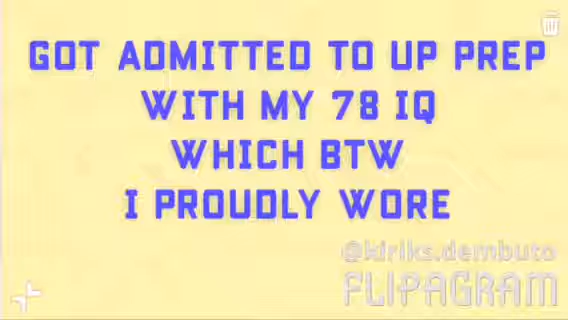 GOT ADMITTED TO UP PREP
WITH MY 78 IQ
WHICH BTW
I PROUDLY WORE
@kiriks.dembuto
FLIPAGRAM